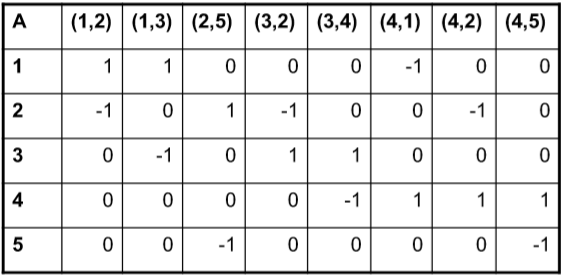 A (1,2) (1,3) (2,5) (3,2) (3,4) (4,1) (4,2) (4,5)
1 1 1 0 0 0 -1 0 0
2 -1 0 1 -1 0 0 -1 0
3 0 -1 0 1 1 0 0 0
4 0 0 0 0 -1 1 1 1
5 0 0 -1 0 0 0 0 -1